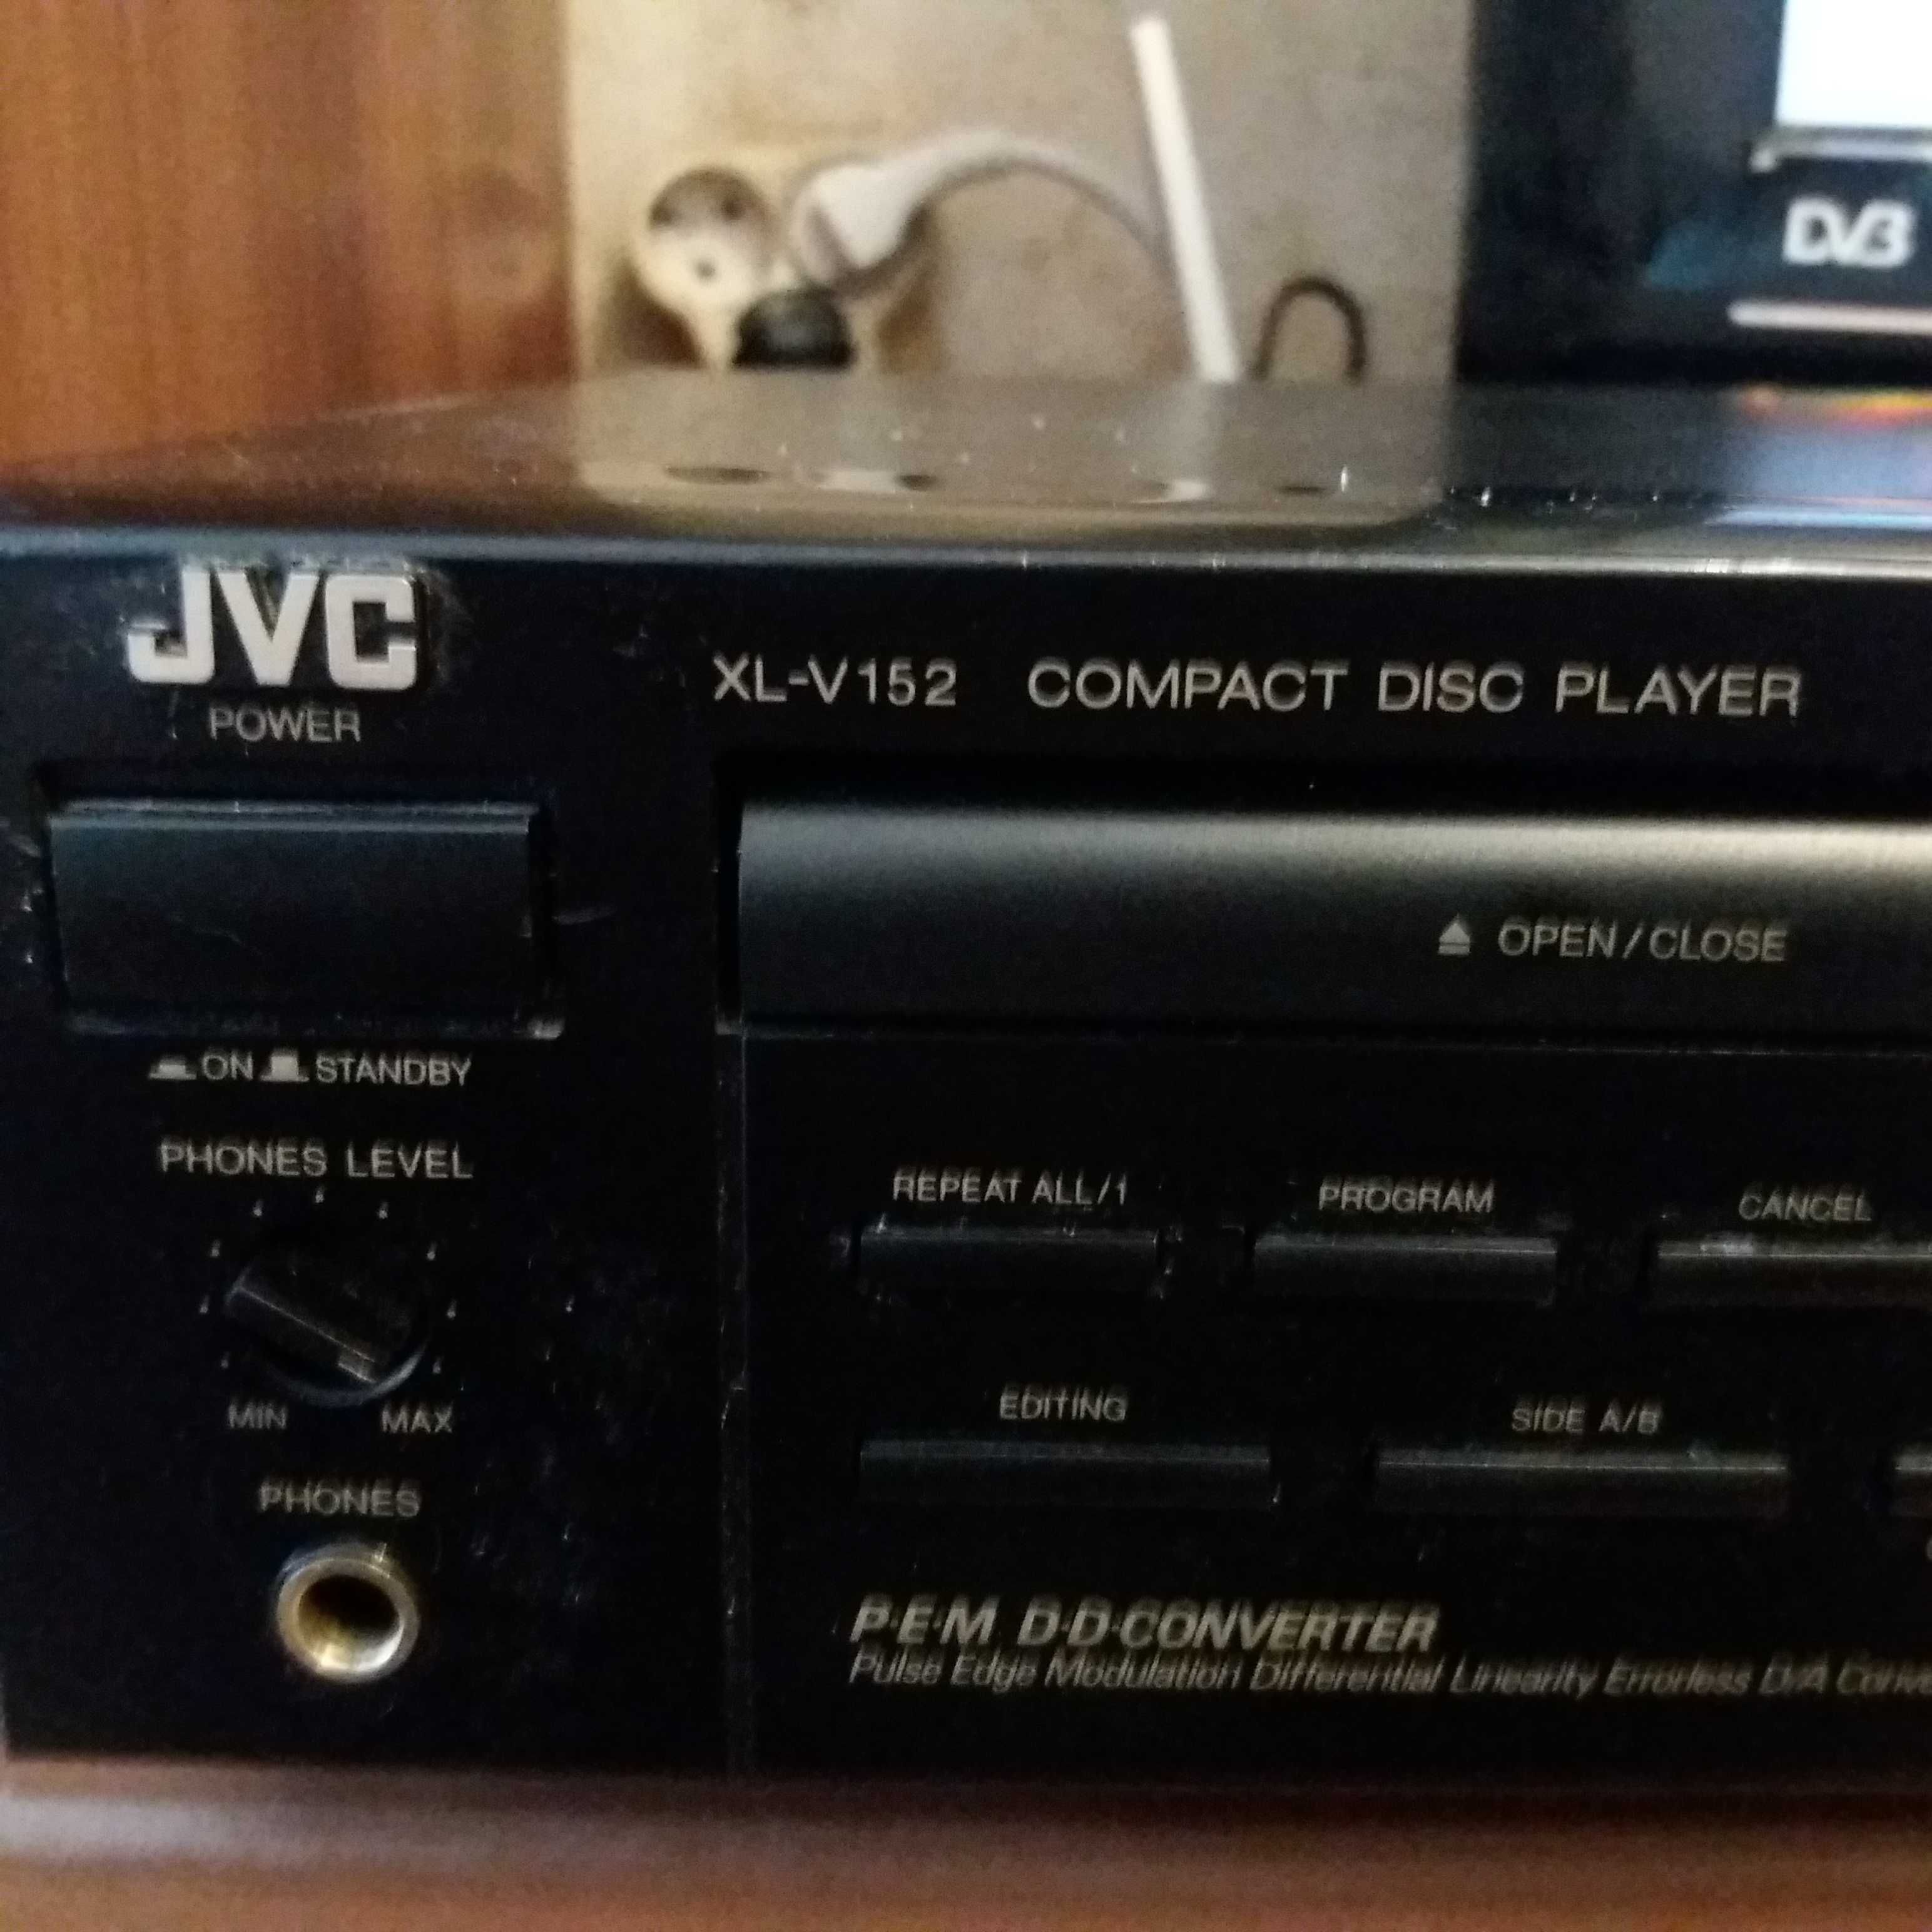 DVB
JVC
XL-V152 COMPACT DISC PLAYER
POWER
OPEN/CLOSE
ON STANDBY
PHONES LEVEL
REPEAT ALL/1 PROGRAM CANCEL
MIN MAX
EDITING SIDE A/B
PHONES
P·E·M D·D·CONVERTER
Pulse Edge Modulation Differential Linearity Errorless D/A